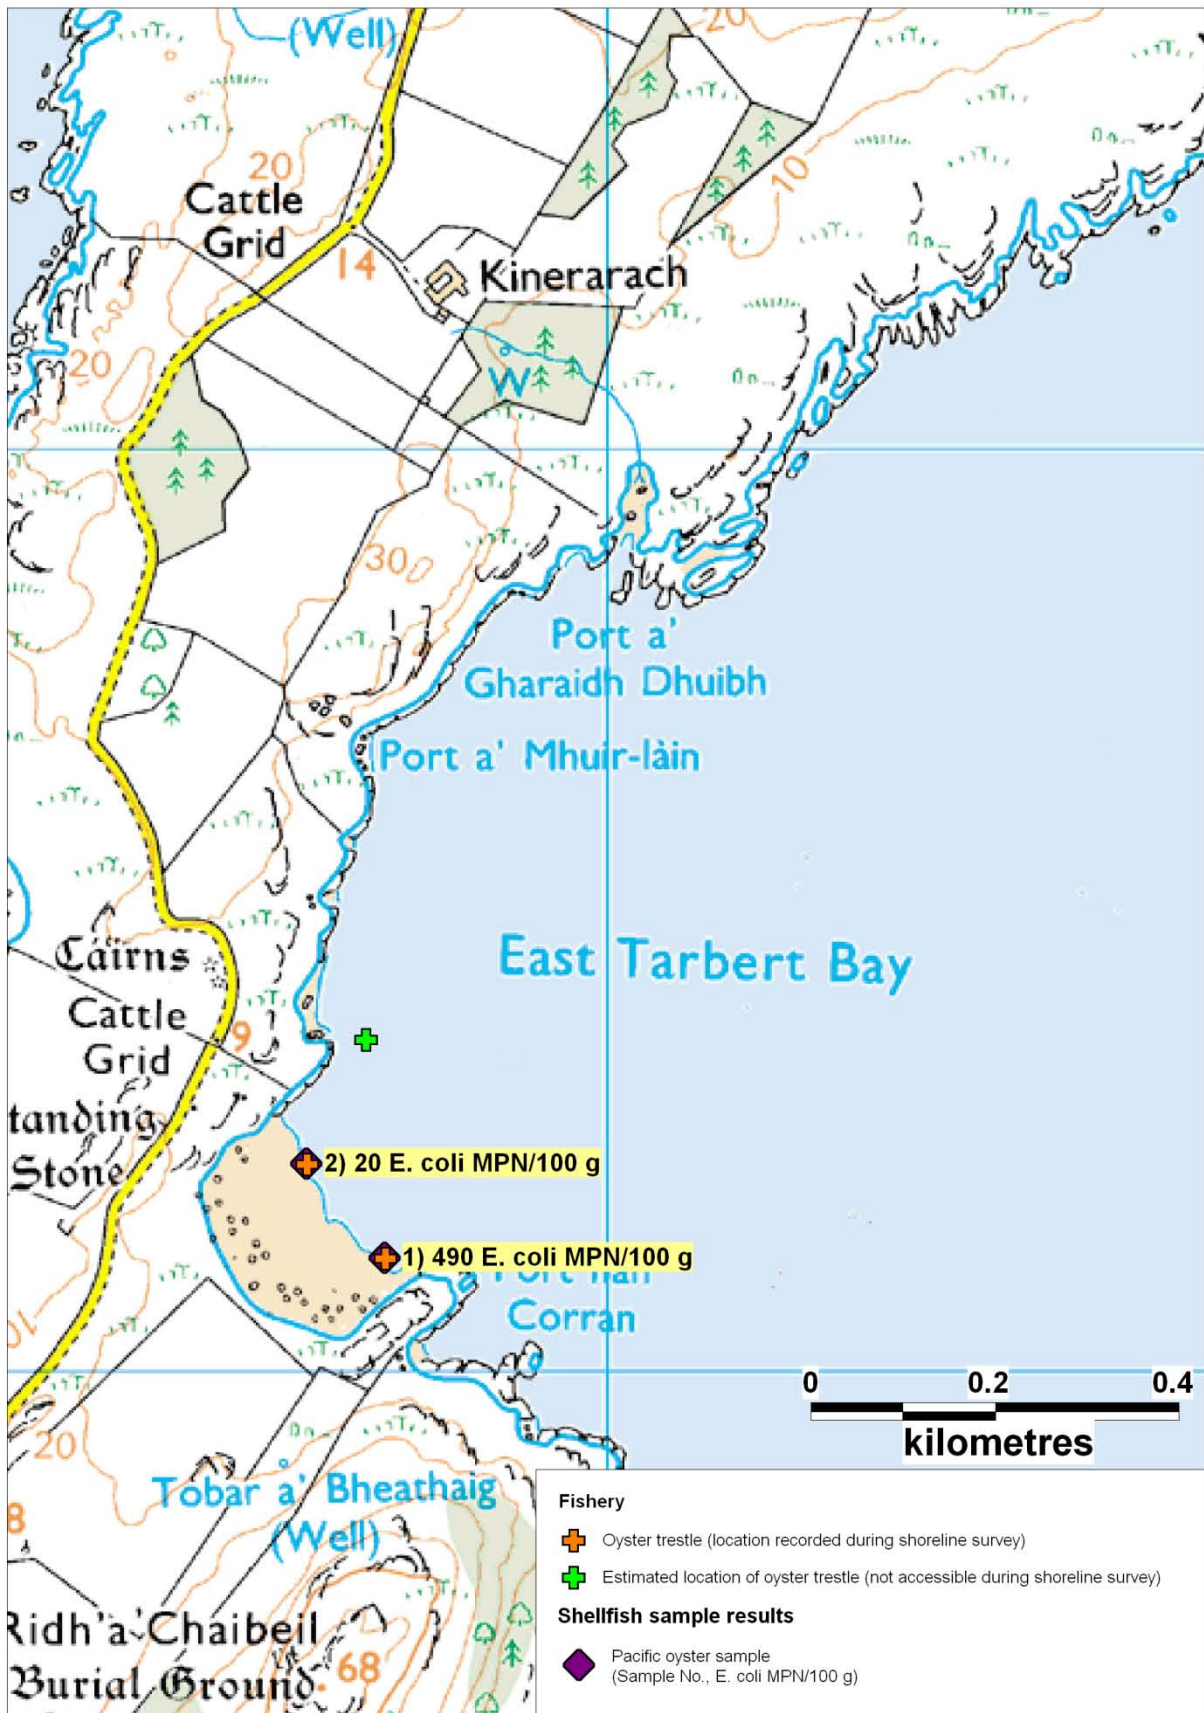 (Well)
20
20
Cattle
Grid
14
10
Kinerarach
20
W
30
Port a'
Gharaidh Dhuibh
Port a' Mhuir-làin
East Tarbert Bay
Cairns
Cattle
Grid
9
tanding
Stone
2) 20 E. coli MPN/100 g
1) 490 E. coli MPN/100 g
Corran
10
0 0.2 0.4
kilometres
20
Tobar a' Bheathaig
(Well)
8
Ridh'a'Chaibeil
Burial Ground
68
Fishery
Oyster trestle (location recorded during shoreline survey)
Estimated location of oyster trestle (not accessible during shoreline survey)
Shellfish sample results
Pacific oyster sample
(Sample No., E. coli MPN/100 g)